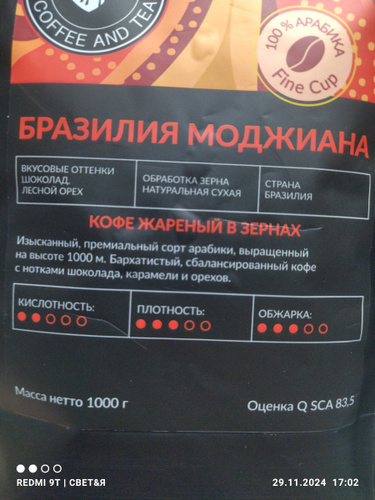 COFFEE AND TEA
100% АРАБИКА
Fine Cup
БРАЗИЛИЯ МОДЖИАНА
ВКУСОВЫЕ ОТТЕНКИ
ШОКОЛАД,
ЛЕСНОЙ ОРЕХ
ОБРАБОТКА ЗЕРНА
НАТУРАЛЬНАЯ СУХАЯ
СТРАНА
БРАЗИЛИЯ
КОФЕ ЖАРЕНЫЙ В ЗЕРНАХ
Изысканный, премиальный сорт арабики, выращенный
на высоте 1000 м. Бархатистый, сбалансированный кофе
с нотками шоколада, карамели и орехов.
КИСЛОТНОСТЬ:
ПЛОТНОСТЬ:
ОБЖАРКА:
Масса нетто 1000 г
Оценка Q SCA 83,5
REDMI 9T | СВЕТ&Я
29.11.2024 17:02